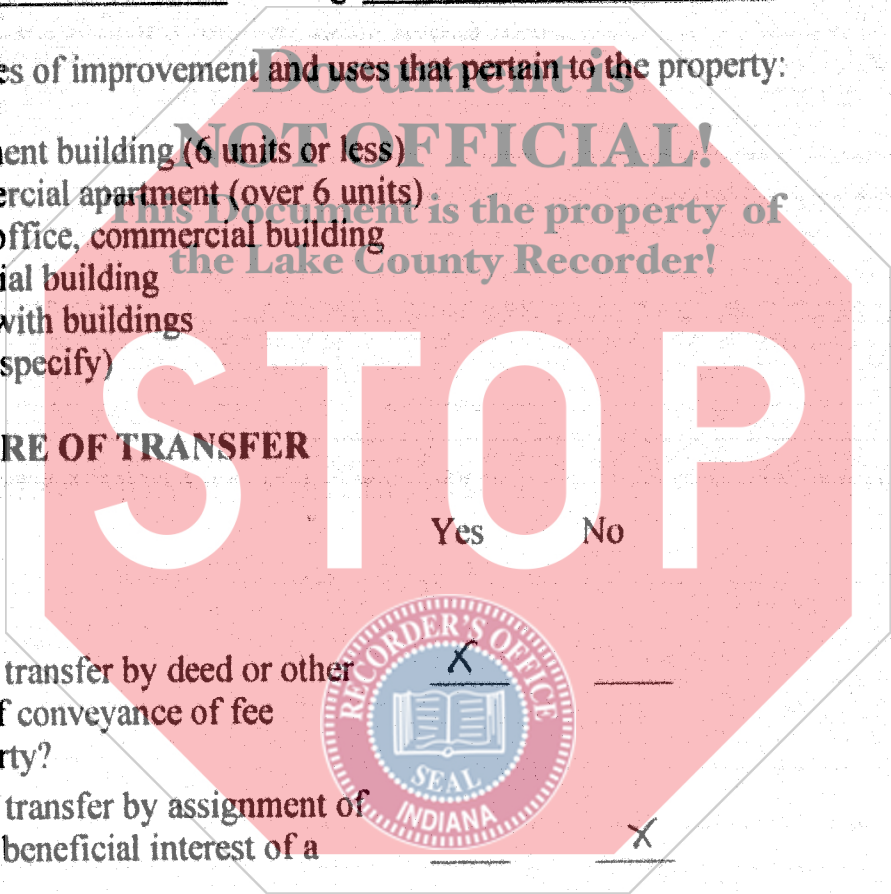 es of improvement and uses that pertain to the property:
Document is
NOT OFFICIAL!
This Document is the property of
the Lake County Recorder!
ent building (6 units or less)
ercial apartment (over 6 units)
office, commercial building
ial building
with buildings
specify)
STOP
RE OF TRANSFER
Yes No
transfer by deed or other X
f conveyance of fee
rty?
transfer by assignment of
beneficial interest of a X
RECORDER'S OFFICE
SEAL
INDIANA